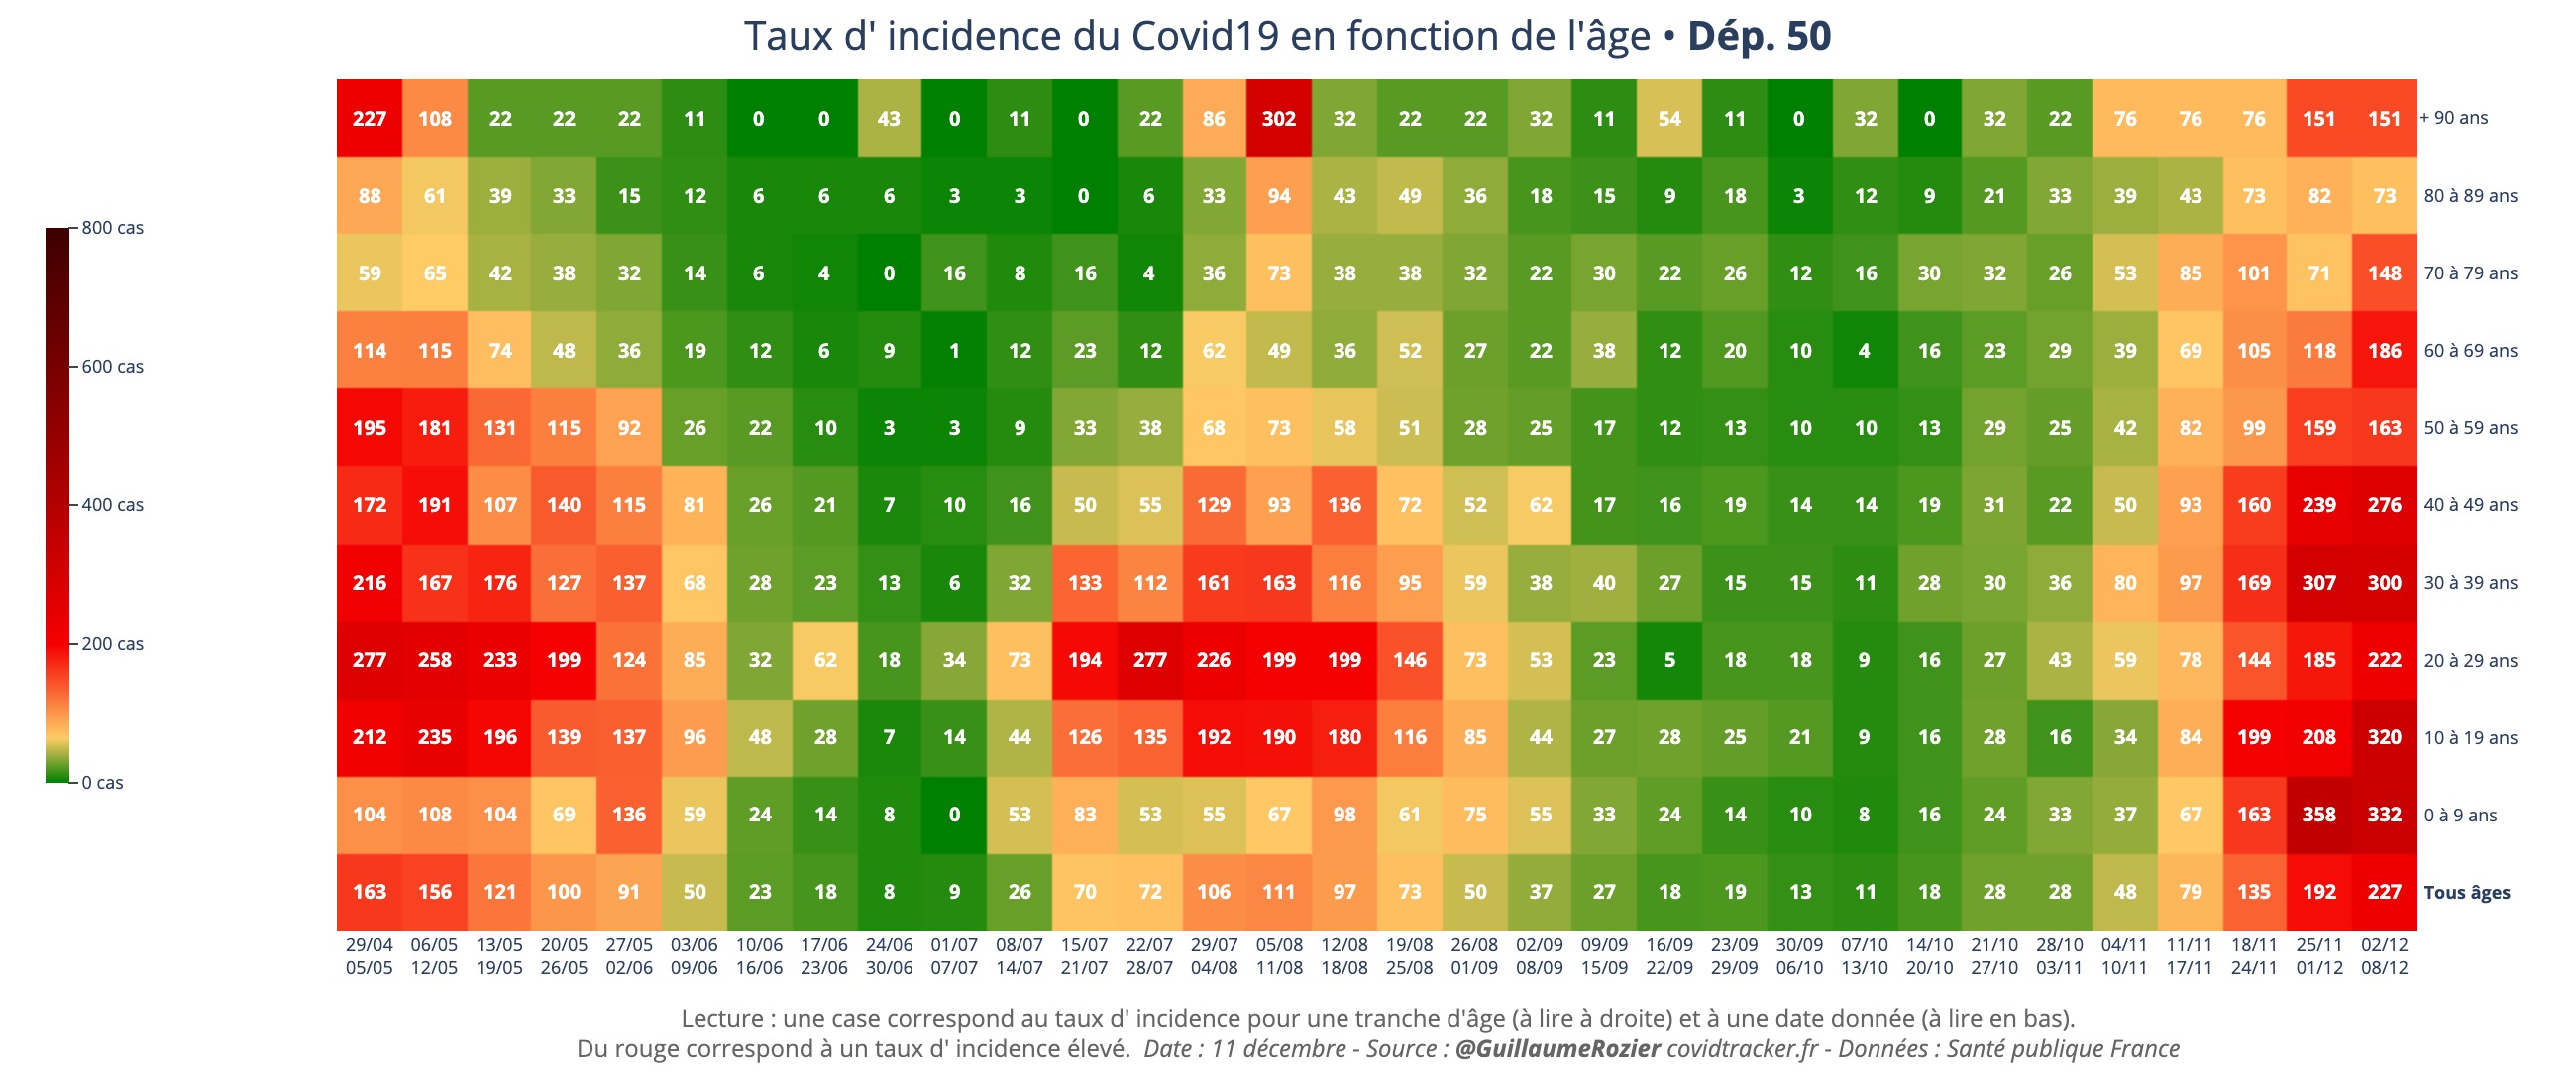 Taux d' incidence du Covid19 en fonction de l'âge • Dép. 50
800 cas
600 cas
400 cas
200 cas
0 cas
227 108 22 22 22 11 0 0 43 0 11 0 22 86 302 32 22 22 32 11 54 11 0 32 0 32 22 76 76 76 151 151 + 90 ans
88 61 39 33 15 12 6 6 6 3 3 0 6 33 94 43 49 36 18 15 9 18 3 12 9 21 33 39 43 73 82 73 80 à 89 ans
59 65 42 38 32 14 6 4 0 16 8 16 4 36 73 38 38 32 22 30 22 26 12 16 30 32 26 53 85 101 71 148 70 à 79 ans
114 115 74 48 36 19 12 6 9 1 12 23 12 62 49 36 52 27 22 38 12 20 10 4 16 23 29 39 69 105 118 186 60 à 69 ans
195 181 131 115 92 26 22 10 3 3 9 33 38 68 73 58 51 28 25 17 12 13 10 10 13 29 25 42 82 99 159 163 50 à 59 ans
172 191 107 140 115 81 26 21 7 10 16 50 55 129 93 136 72 52 62 17 16 19 14 14 19 31 22 50 93 160 239 276 40 à 49 ans
216 167 176 127 137 68 28 23 13 6 32 133 112 161 163 116 95 59 38 40 27 15 15 11 28 30 36 80 97 169 307 300 30 à 39 ans
277 258 233 199 124 85 32 62 18 34 73 194 277 226 199 199 146 73 53 23 5 18 18 9 16 27 43 59 78 144 185 222 20 à 29 ans
212 235 196 139 137 96 48 28 7 14 44 126 135 192 190 180 116 85 44 27 28 25 21 9 16 28 16 34 84 199 208 320 10 à 19 ans
104 108 104 69 136 59 24 14 8 0 53 83 53 55 67 98 61 75 55 33 24 14 10 8 16 24 33 37 67 163 358 332 0 à 9 ans
163 156 121 100 91 50 23 18 8 9 26 70 72 106 111 97 73 50 37 27 18 19 13 11 18 28 28 48 79 135 192 227 Tous âges
29/04 06/05 13/05 20/05 27/05 03/06 10/06 17/06 24/06 01/07 08/07 15/07 22/07 29/07 05/08 12/08 19/08 26/08 02/09 09/09 16/09 23/09 30/09 07/10 14/10 21/10 28/10 04/11 11/11 18/11 25/11 02/12
05/05 12/05 19/05 26/05 02/06 09/06 16/06 23/06 30/06 07/07 14/07 21/07 28/07 04/08 11/08 18/08 25/08 01/09 08/09 15/09 22/09 29/09 06/10 13/10 20/10 27/10 03/11 10/11 17/11 24/11 01/12 08/12
Lecture : une case correspond au taux d' incidence pour une tranche d'âge (à lire à droite) et à une date donnée (à lire en bas).
Du rouge correspond à un taux d' incidence élevé. Date : 11 décembre - Source : @GuillaumeRozier covidtracker.fr - Données : Santé publique France